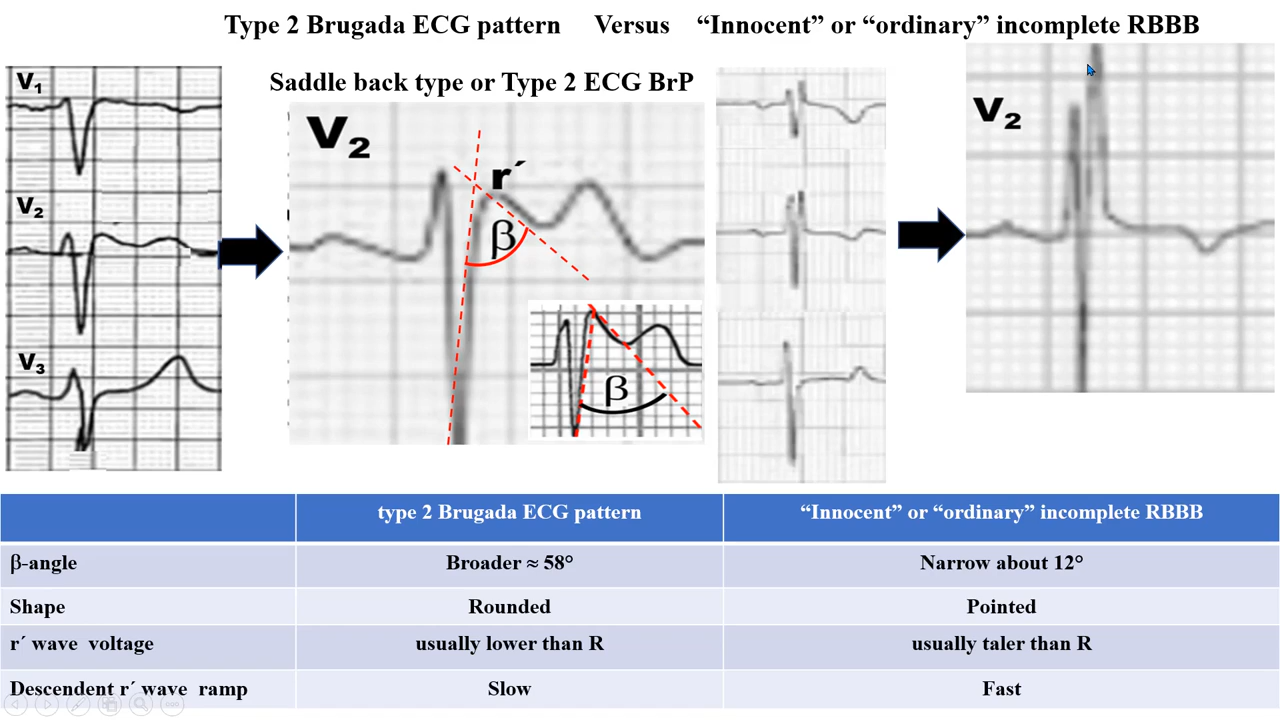 Type 2 Brugada ECG pattern Versus “Innocent” or “ordinary” incomplete RBBB
Saddle back type or Type 2 ECG BrP
V1
V2
V3
V2
r´
β
β
V2
type 2 Brugada ECG pattern “Innocent” or “ordinary” incomplete RBBB
β-angle Broader ≈ 58° Narrow about 12°
Shape Rounded Pointed
r´ wave voltage usually lower than R usually taler than R
Descendent r´ wave ramp Slow Fast